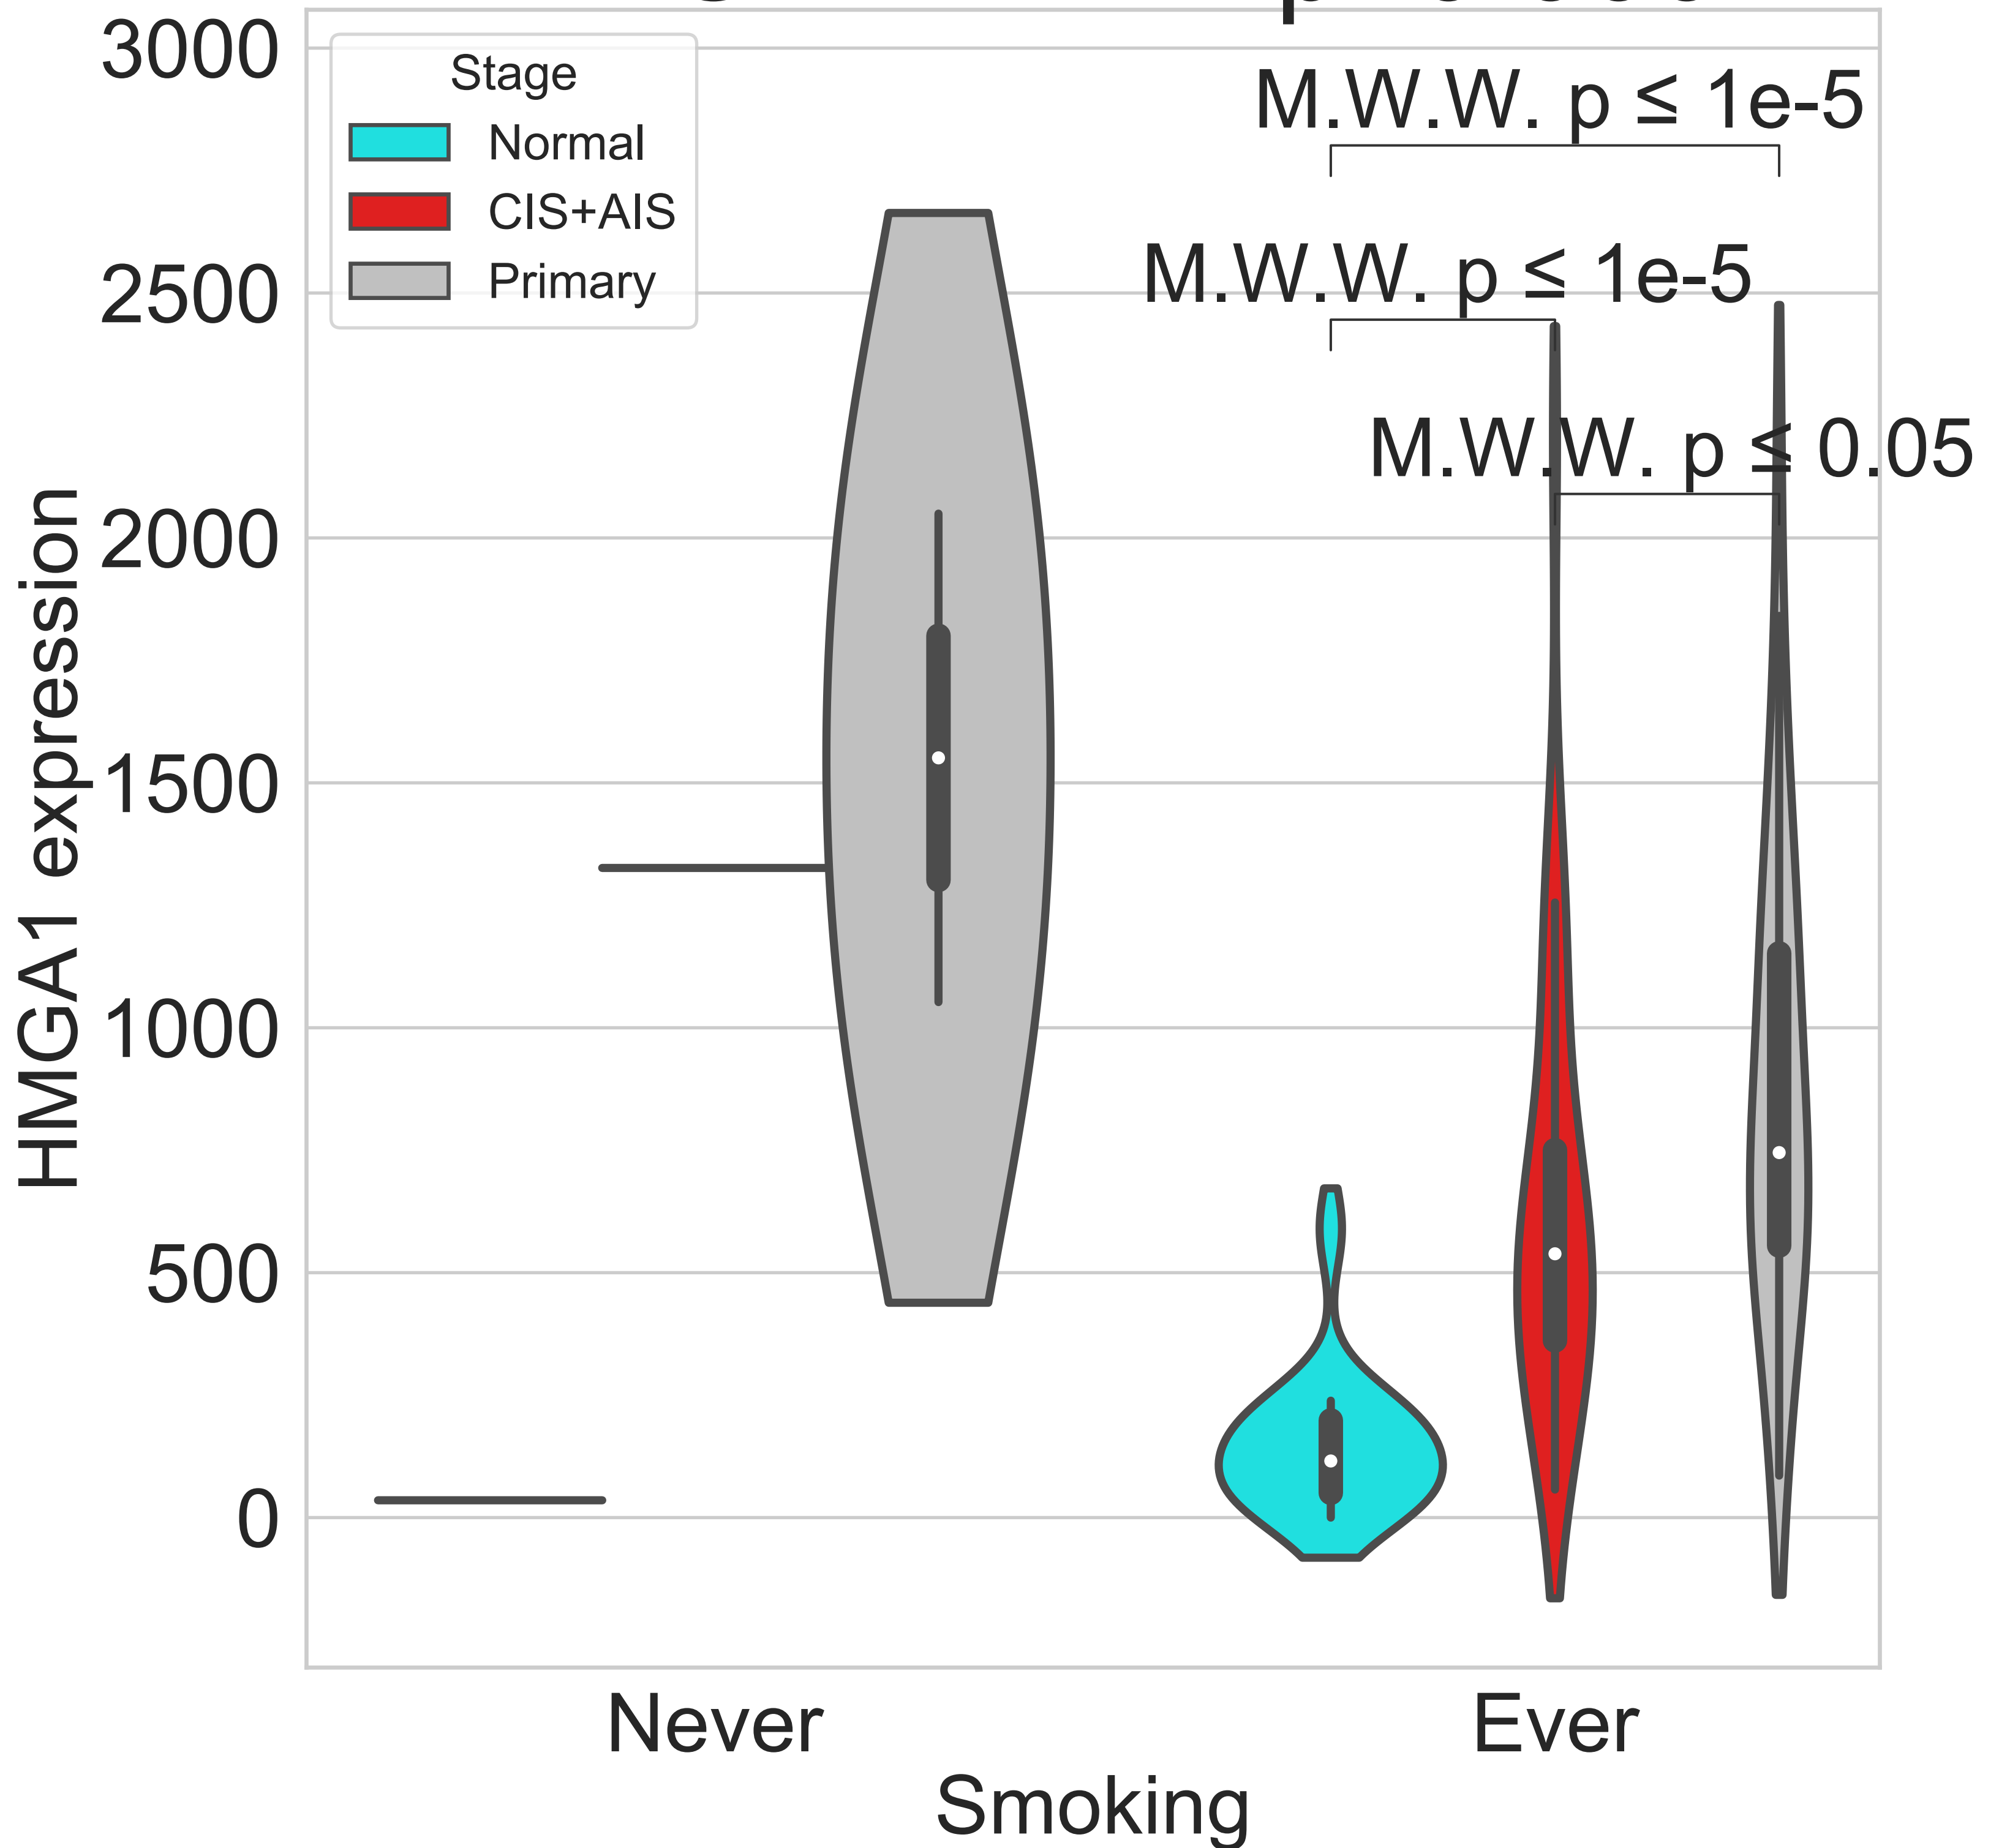 3000
2500
2000
1500
1000
500
0
HMGA1 expression
Stage
Normal
CIS+AIS
Primary
M.W.W. p ≤ 1e-5
M.W.W. p ≤ 1e-5
M.W.W. p ≤ 0.05
Never
Ever
Smoking